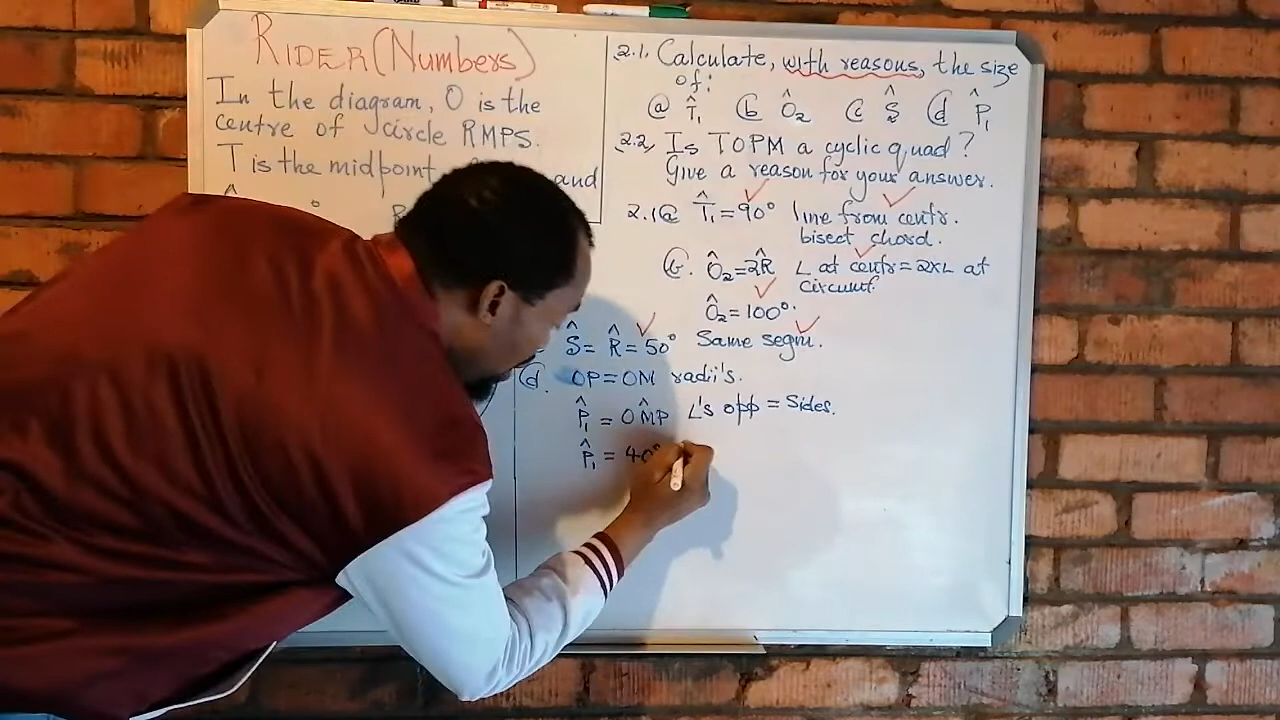 RIDER (Numbers)
In the diagram, O is the
centre of circle RMPS.
T is the midpoint and
2.1. Calculate, with reasons, the size
of:
ⓐ T̂₁ ⓑ Ô₂ ⓒ Ŝ ⓓ P̂₁
2.2. Is TOPM a cyclic quad?
Give a reason for your answer.
2.1ⓐ T̂₁ = 90° line from centr.
bisect chord.
b. Ô₂ = 2R̂ ∠ at centr = 2x∠ at
circumf.
Ô₂ = 100°.
Ŝ = R̂ = 50° Same segm.
d. OP = OM radii's.
P̂₁ = OM̂P ∠'s opp = Sides.
P̂₁ = 40°